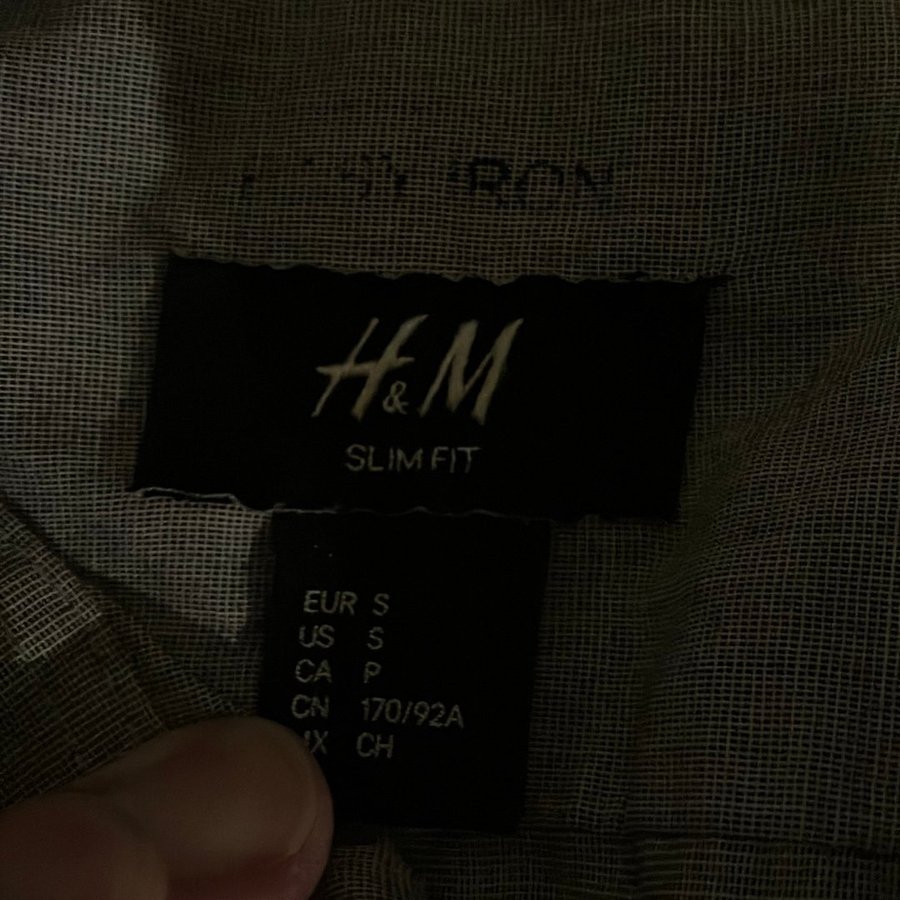 H&M
SLIM FIT
EUR S
US S
CA P
CN 170/92A
CH